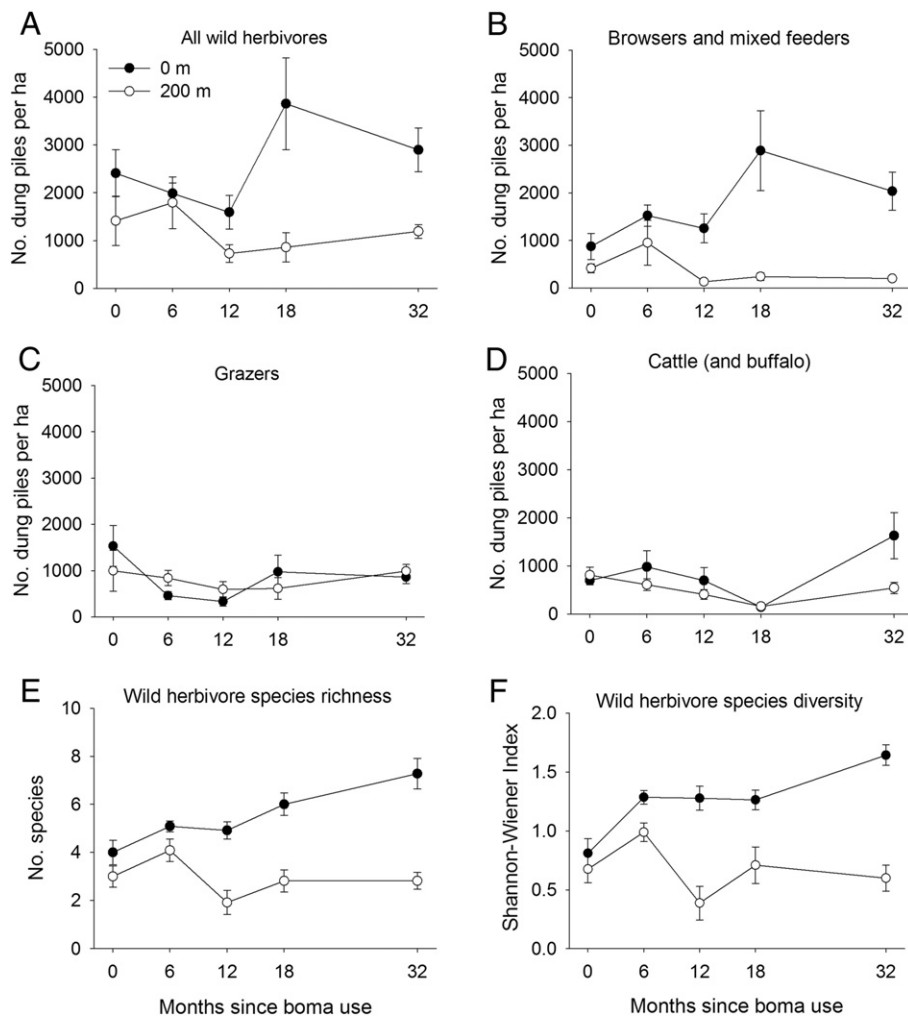 A
All wild herbivores
No. dung piles per ha
5000
4000
3000
2000
1000
0
0 m
200 m
0 6 12 18 32
B
Browsers and mixed feeders
No. dung piles per ha
5000
4000
3000
2000
1000
0
0 6 12 18 32
C
Grazers
No. dung piles per ha
5000
4000
3000
2000
1000
0
0 6 12 18 32
D
Cattle (and buffalo)
No. dung piles per ha
5000
4000
3000
2000
1000
0
0 6 12 18 32
E
Wild herbivore species richness
No. species
10
8
6
4
2
0
0 6 12 18 32
Months since boma use
F
Wild herbivore species diversity
Shannon-Wiener Index
2.0
1.5
1.0
0.5
0.0
0 6 12 18 32
Months since boma use